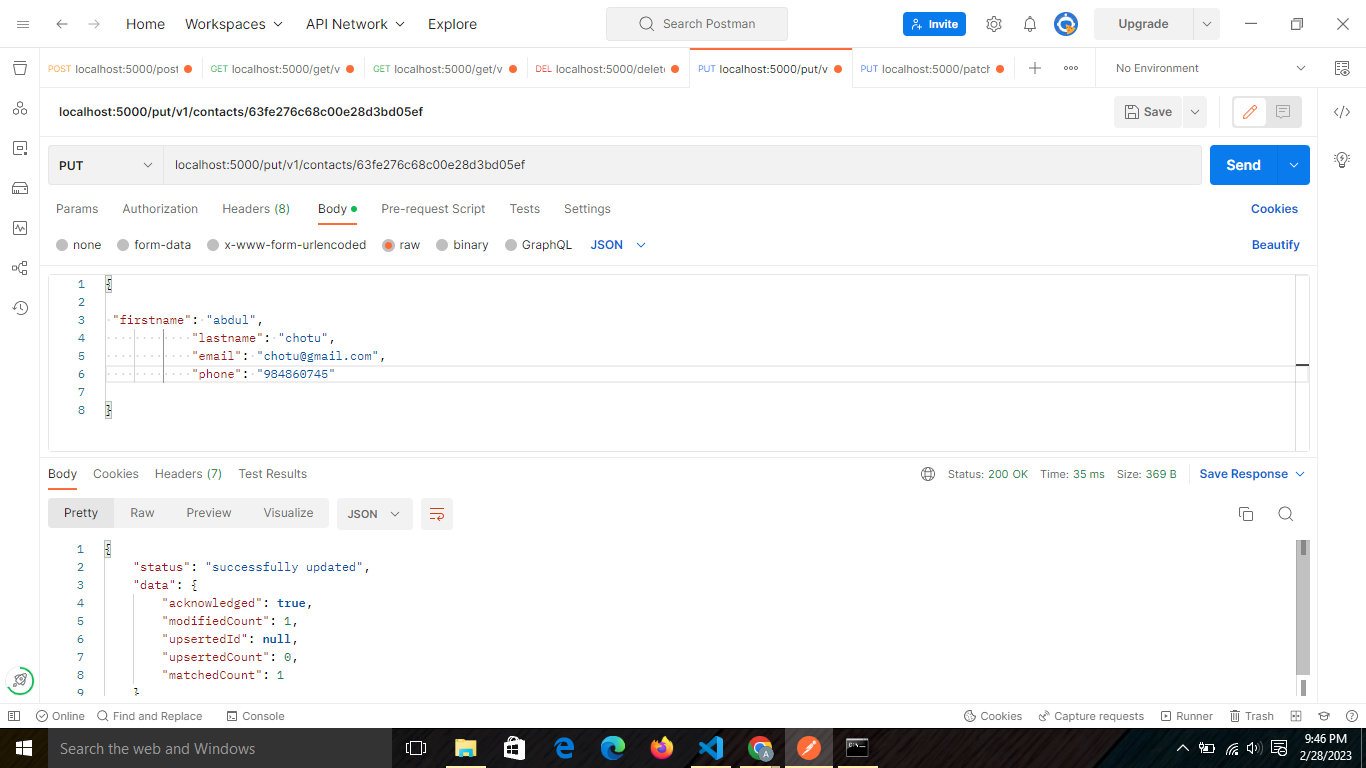 Home Workspaces API Network Explore Search Postman Invite Upgrade
POST localhost:5000/post GET localhost:5000/get/v GET localhost:5000/get/v DEL localhost:5000/delet PUT localhost:5000/put/v PUT localhost:5000/patch No Environment
localhost:5000/put/v1/contacts/63fe276c68c00e28d3bd05ef Save
PUT localhost:5000/put/v1/contacts/63fe276c68c00e28d3bd05ef Send
Params Authorization Headers (8) Body Pre-request Script Tests Settings Cookies
none form-data x-www-form-urlencoded raw binary GraphQL JSON Beautify
1 {
2
3 "firstname": "abdul",
4 "lastname": "chotu",
5 "email": "chotu@gmail.com",
6 "phone": "984860745"
7
8 }
Body Cookies Headers (7) Test Results Status: 200 OK Time: 35 ms Size: 369 B Save Response
Pretty Raw Preview Visualize JSON
1 {
2 "status": "successfully updated",
3 "data": {
4 "acknowledged": true,
5 "modifiedCount": 1,
6 "upsertedId": null,
7 "upsertedCount": 0,
8 "matchedCount": 1
9 }
Online Find and Replace Console Cookies Capture requests Runner Trash
Search the web and Windows
9:46 PM
2/28/2023